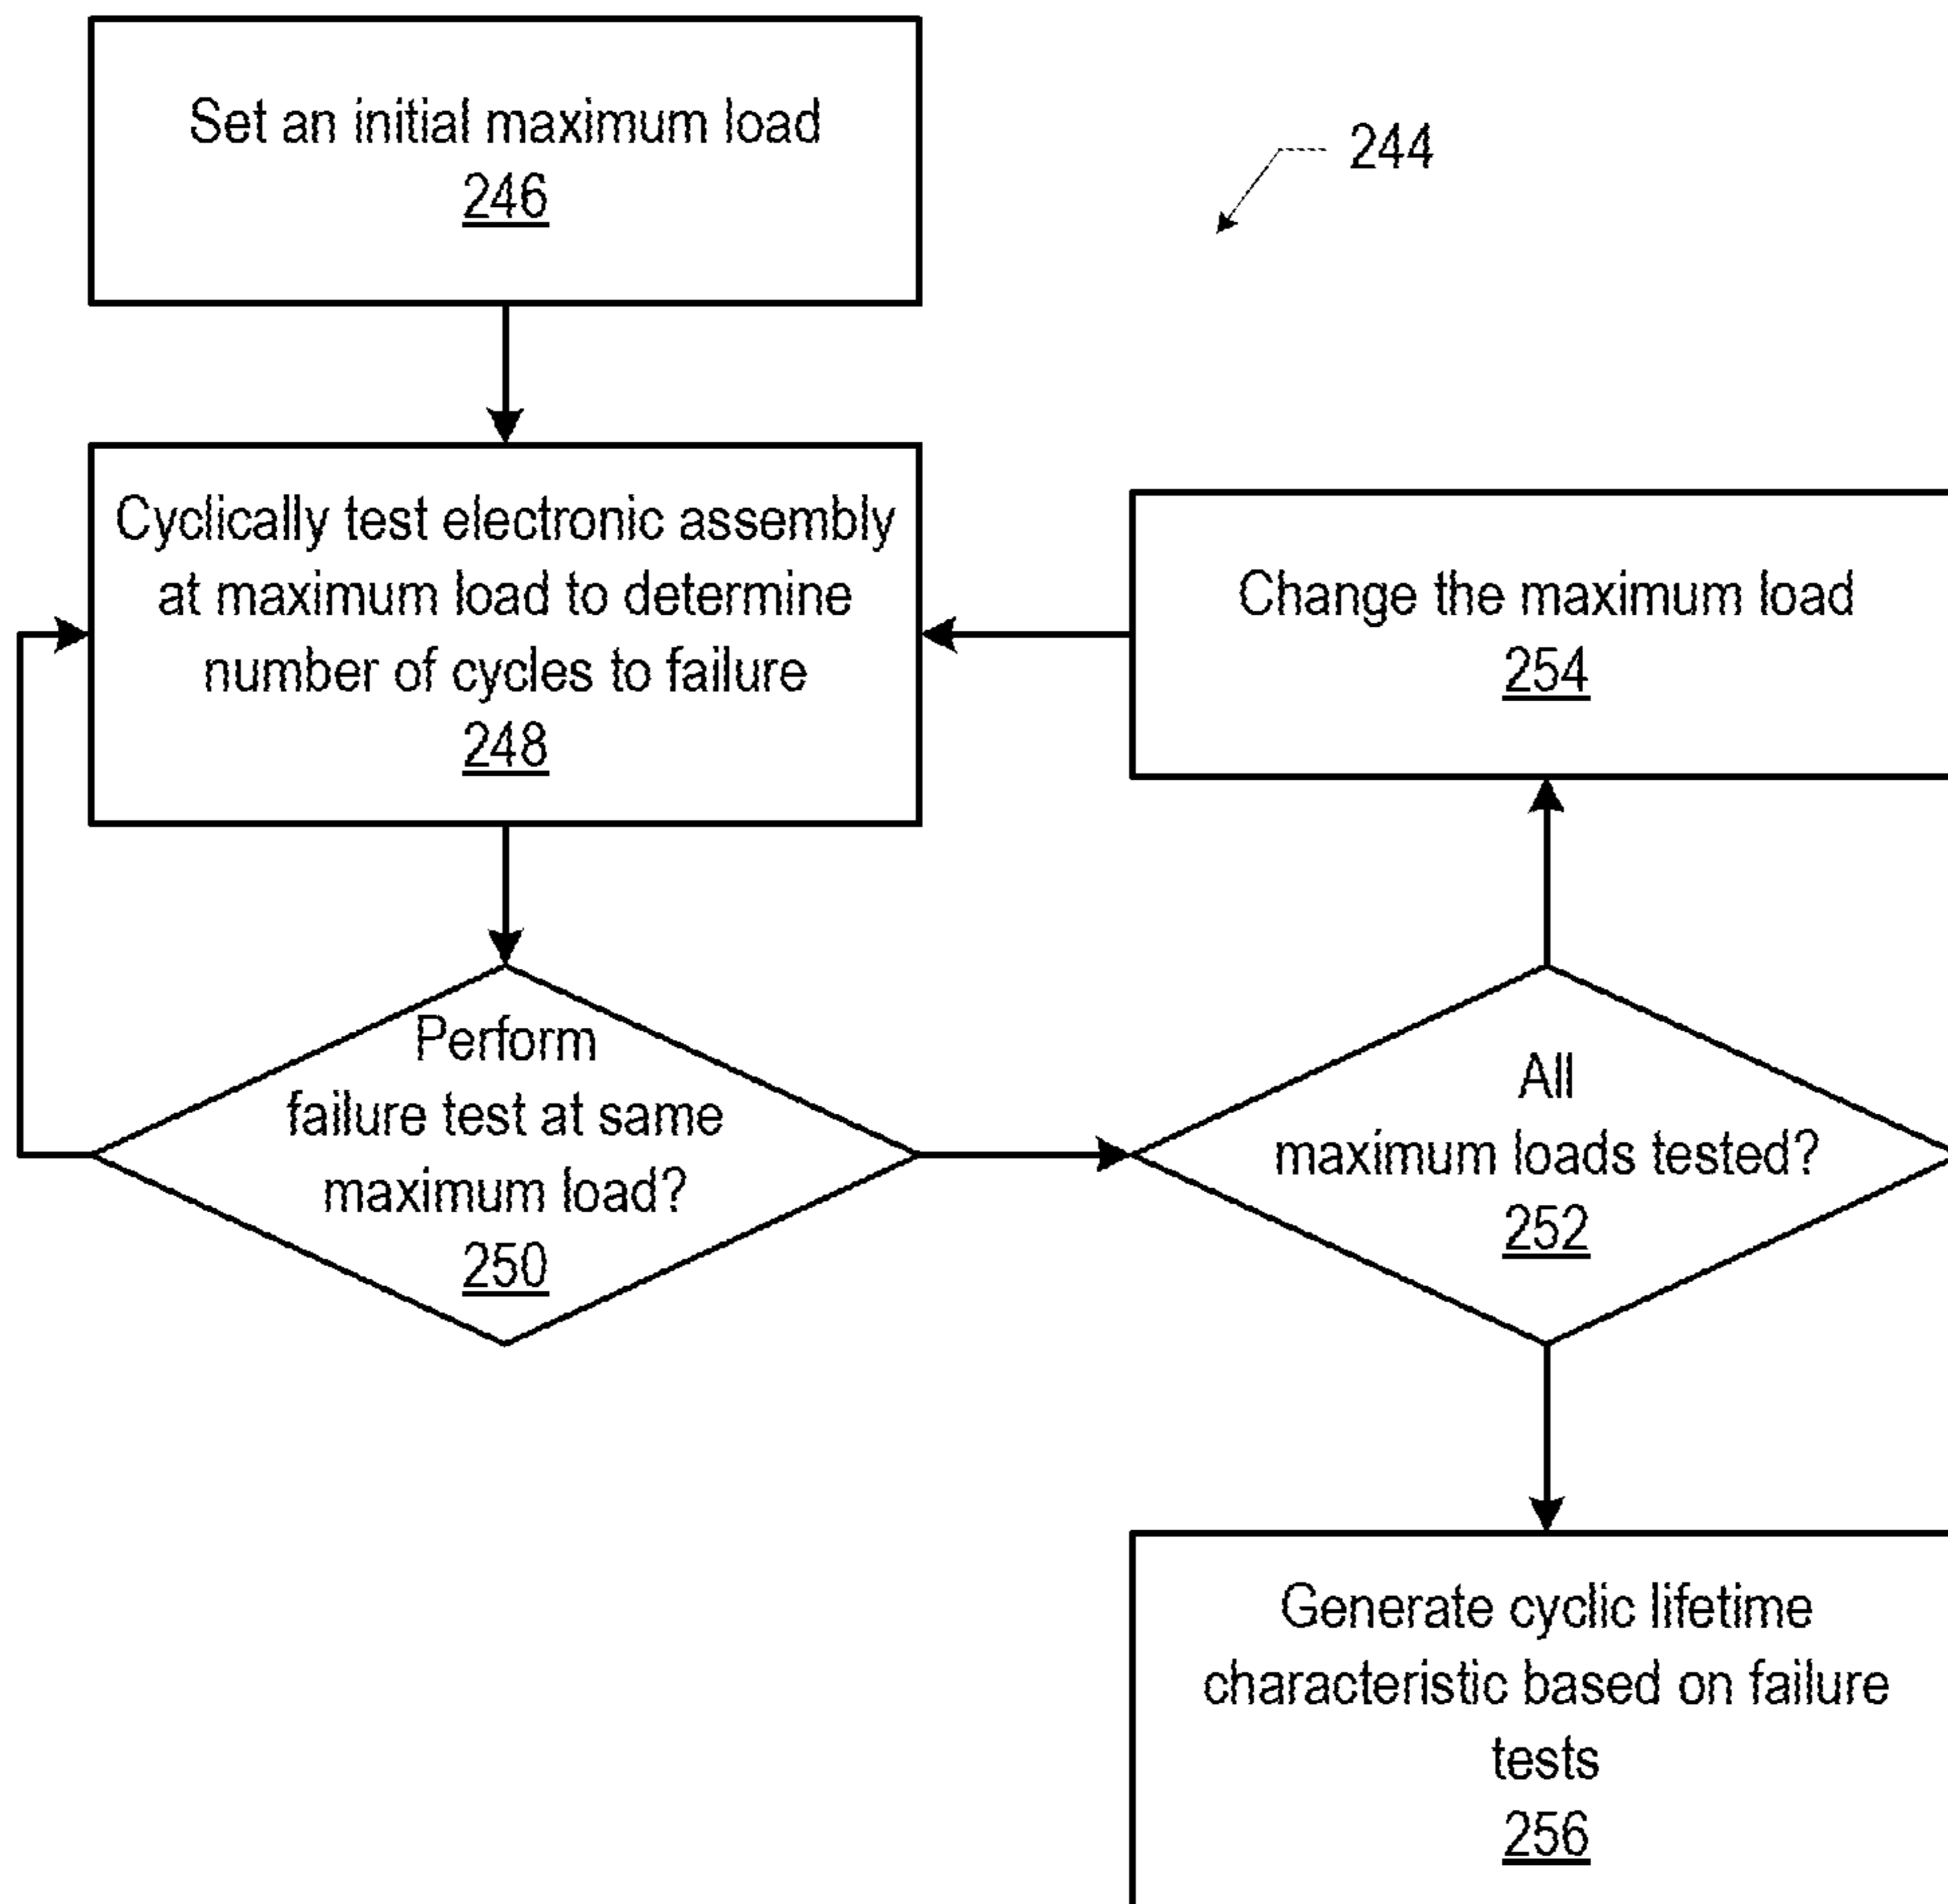 Set an initial maximum load
246
244
Cyclically test electronic assembly
at maximum load to determine
number of cycles to failure
248
Change the maximum load
254
Perform
failure test at same
maximum load?
250
All
maximum loads tested?
252
Generate cyclic lifetime
characteristic based on failure
tests
256